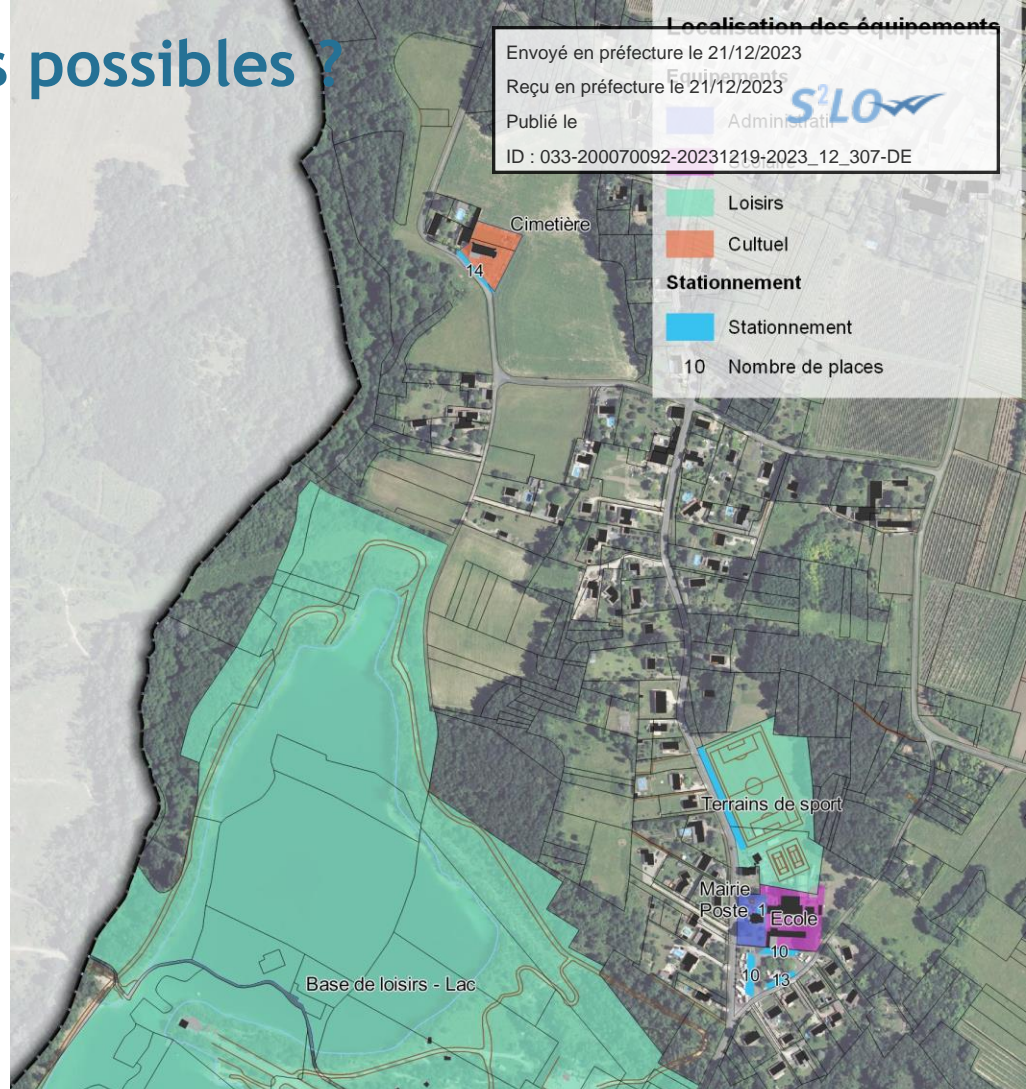 s possibles ?
Localisation des équipements
Envoyé en préfecture le 21/12/2023
Equipements
Reçu en préfecture le 21/12/2023
S²LO
Publié le
Administratif
ID : 033-200070092-20231219-2023_12_307-DE
Scolaire
Loisirs
Cultuel
Stationnement
Stationnement
10 Nombre de places
Cimetière
14
Terrains de sport
Mairie
Poste 1
Ecole
10
10
13
Base de loisirs - Lac